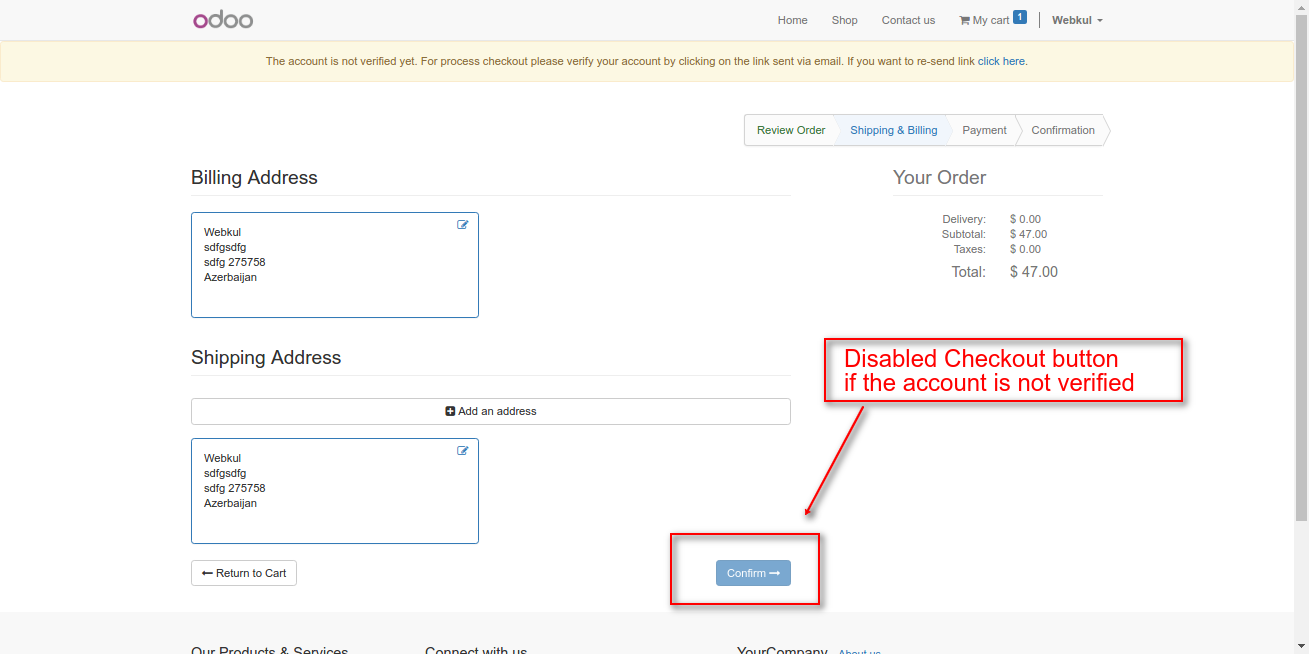 odoo
Home Shop Contact us My cart 1 Webkul
The account is not verified yet. For process checkout please verify your account by clicking on the link sent via email. If you want to re-send link click here.
Review Order Shipping & Billing Payment Confirmation
Billing Address
Webkul
sdfgsdfg
sdfg 275758
Azerbaijan
Your Order
Delivery: $ 0.00
Subtotal: $ 47.00
Taxes: $ 0.00
Total: $ 47.00
Shipping Address
Add an address
Webkul
sdfgsdfg
sdfg 275758
Azerbaijan
Disabled Checkout button
if the account is not verified
Return to Cart
Confirm
Our Products & Services Connect with us YourCompany About us